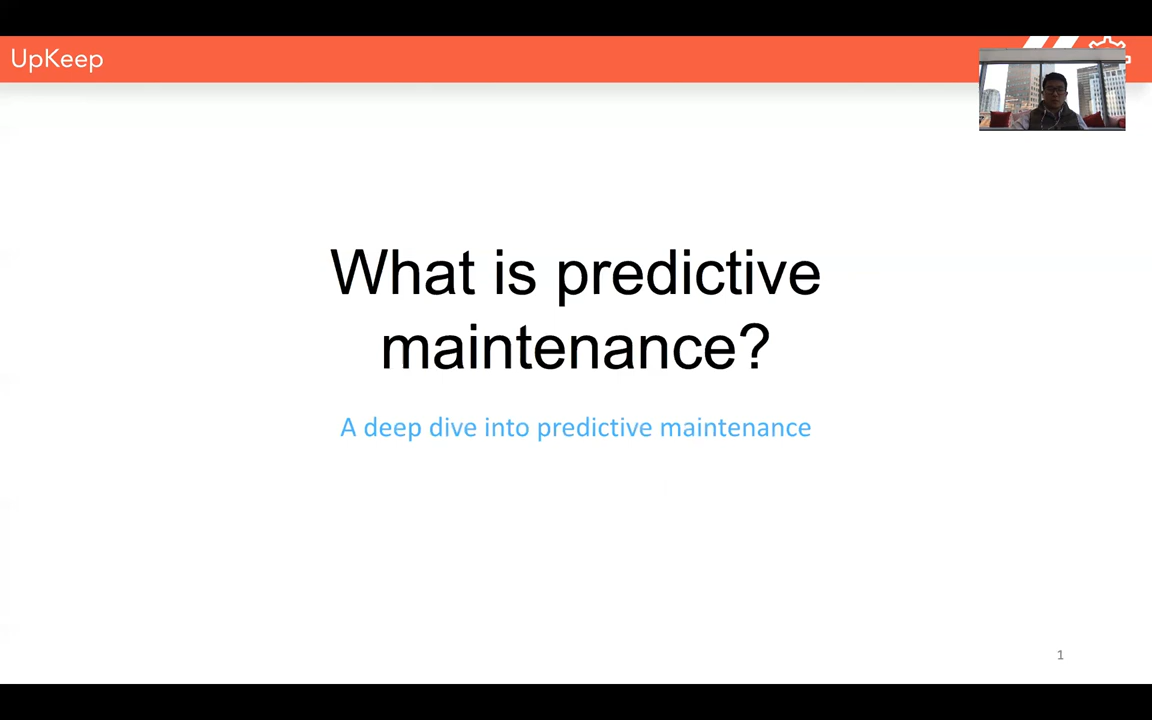 UpKeep
What is predictive
maintenance?
A deep dive into predictive maintenance
1